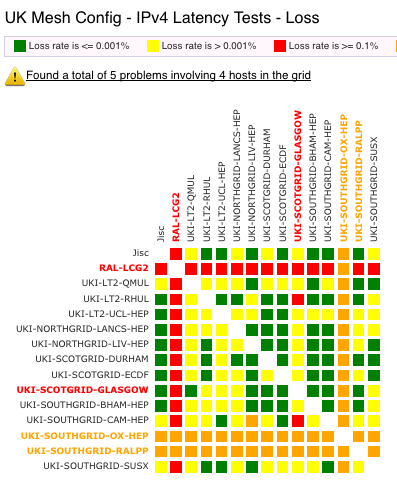 UK Mesh Config - IPv4 Latency Tests - Loss
Loss rate is <= 0.001% Loss rate is > 0.001% Loss rate is >= 0.1%
Found a total of 5 problems involving 4 hosts in the grid
Jisc
RAL-LCG2
UKI-LT2-QMUL
UKI-LT2-RHUL
UKI-LT2-UCL-HEP
UKI-NORTHGRID-LANCS-HEP
UKI-NORTHGRID-LIV-HEP
UKI-SCOTGRID-DURHAM
UKI-SCOTGRID-ECDF
UKI-SCOTGRID-GLASGOW
UKI-SOUTHGRID-BHAM-HEP
UKI-SOUTHGRID-CAM-HEP
UKI-SOUTHGRID-OX-HEP
UKI-SOUTHGRID-RALPP
UKI-SOUTHGRID-SUSX
Jisc
RAL-LCG2
UKI-LT2-QMUL
UKI-LT2-RHUL
UKI-LT2-UCL-HEP
UKI-NORTHGRID-LANCS-HEP
UKI-NORTHGRID-LIV-HEP
UKI-SCOTGRID-DURHAM
UKI-SCOTGRID-ECDF
UKI-SCOTGRID-GLASGOW
UKI-SOUTHGRID-BHAM-HEP
UKI-SOUTHGRID-CAM-HEP
UKI-SOUTHGRID-OX-HEP
UKI-SOUTHGRID-RALPP
UKI-SOUTHGRID-SUSX